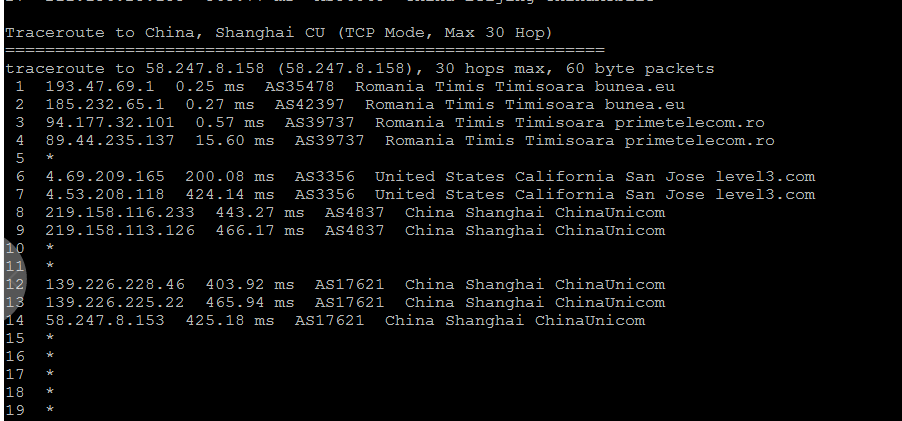 Traceroute to China, Shanghai CU (TCP Mode, Max 30 Hop)
============================================================
traceroute to 58.247.8.158 (58.247.8.158), 30 hops max, 60 byte packets
1  193.47.69.1  0.25 ms  AS35478  Romania Timis Timisoara bunea.eu
2  185.232.65.1  0.27 ms  AS42397  Romania Timis Timisoara bunea.eu
3  94.177.32.101  0.57 ms  AS39737  Romania Timis Timisoara primetelecom.ro
4  89.44.235.137  15.60 ms  AS39737  Romania Timis Timisoara primetelecom.ro
5  *
6  4.69.209.165  200.08 ms  AS3356  United States California San Jose level3.com
7  4.53.208.118  424.14 ms  AS3356  United States California San Jose level3.com
8  219.158.116.233  443.27 ms  AS4837  China Shanghai ChinaUnicom
9  219.158.113.126  466.17 ms  AS4837  China Shanghai ChinaUnicom
10  *
11  *
12  139.226.228.46  403.92 ms  AS17621  China Shanghai ChinaUnicom
13  139.226.225.22  465.94 ms  AS17621  China Shanghai ChinaUnicom
14  58.247.8.153  425.18 ms  AS17621  China Shanghai ChinaUnicom
15  *
16  *
17  *
18  *
19  *